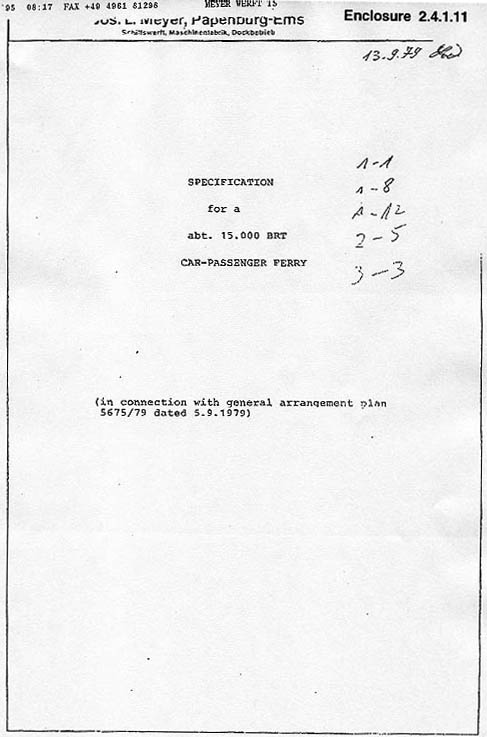 '95 08:17 FAX +49 4961 81298 MEYER WERFT TS
Jos. L. Meyer, Papenburg-Ems
Schiffswerft, Maschinenfabrik, Dockbetrieb
Enclosure 2.4.1.11
13.9.79
1-1
SPECIFICATION
1-8
for a
1-12
abt. 15.000 BRT
2-5
CAR-PASSENGER FERRY
3-3
(in connection with general arrangement plan
5675/79 dated 5.9.1979)